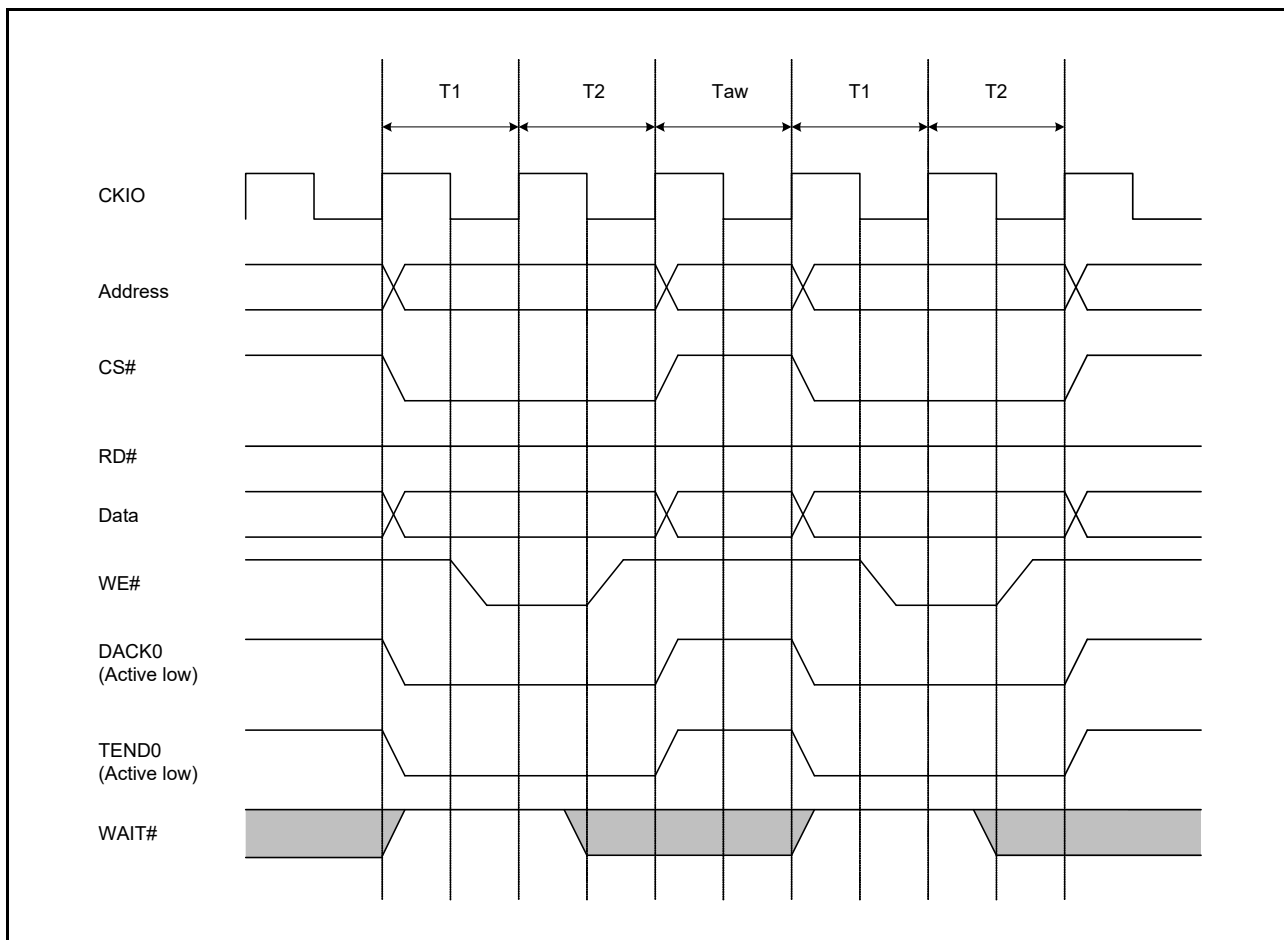 T1 T2 Taw T1 T2
CKIO
Address
CS#
RD#
Data
WE#
DACK0
(Active low)
TEND0
(Active low)
WAIT#